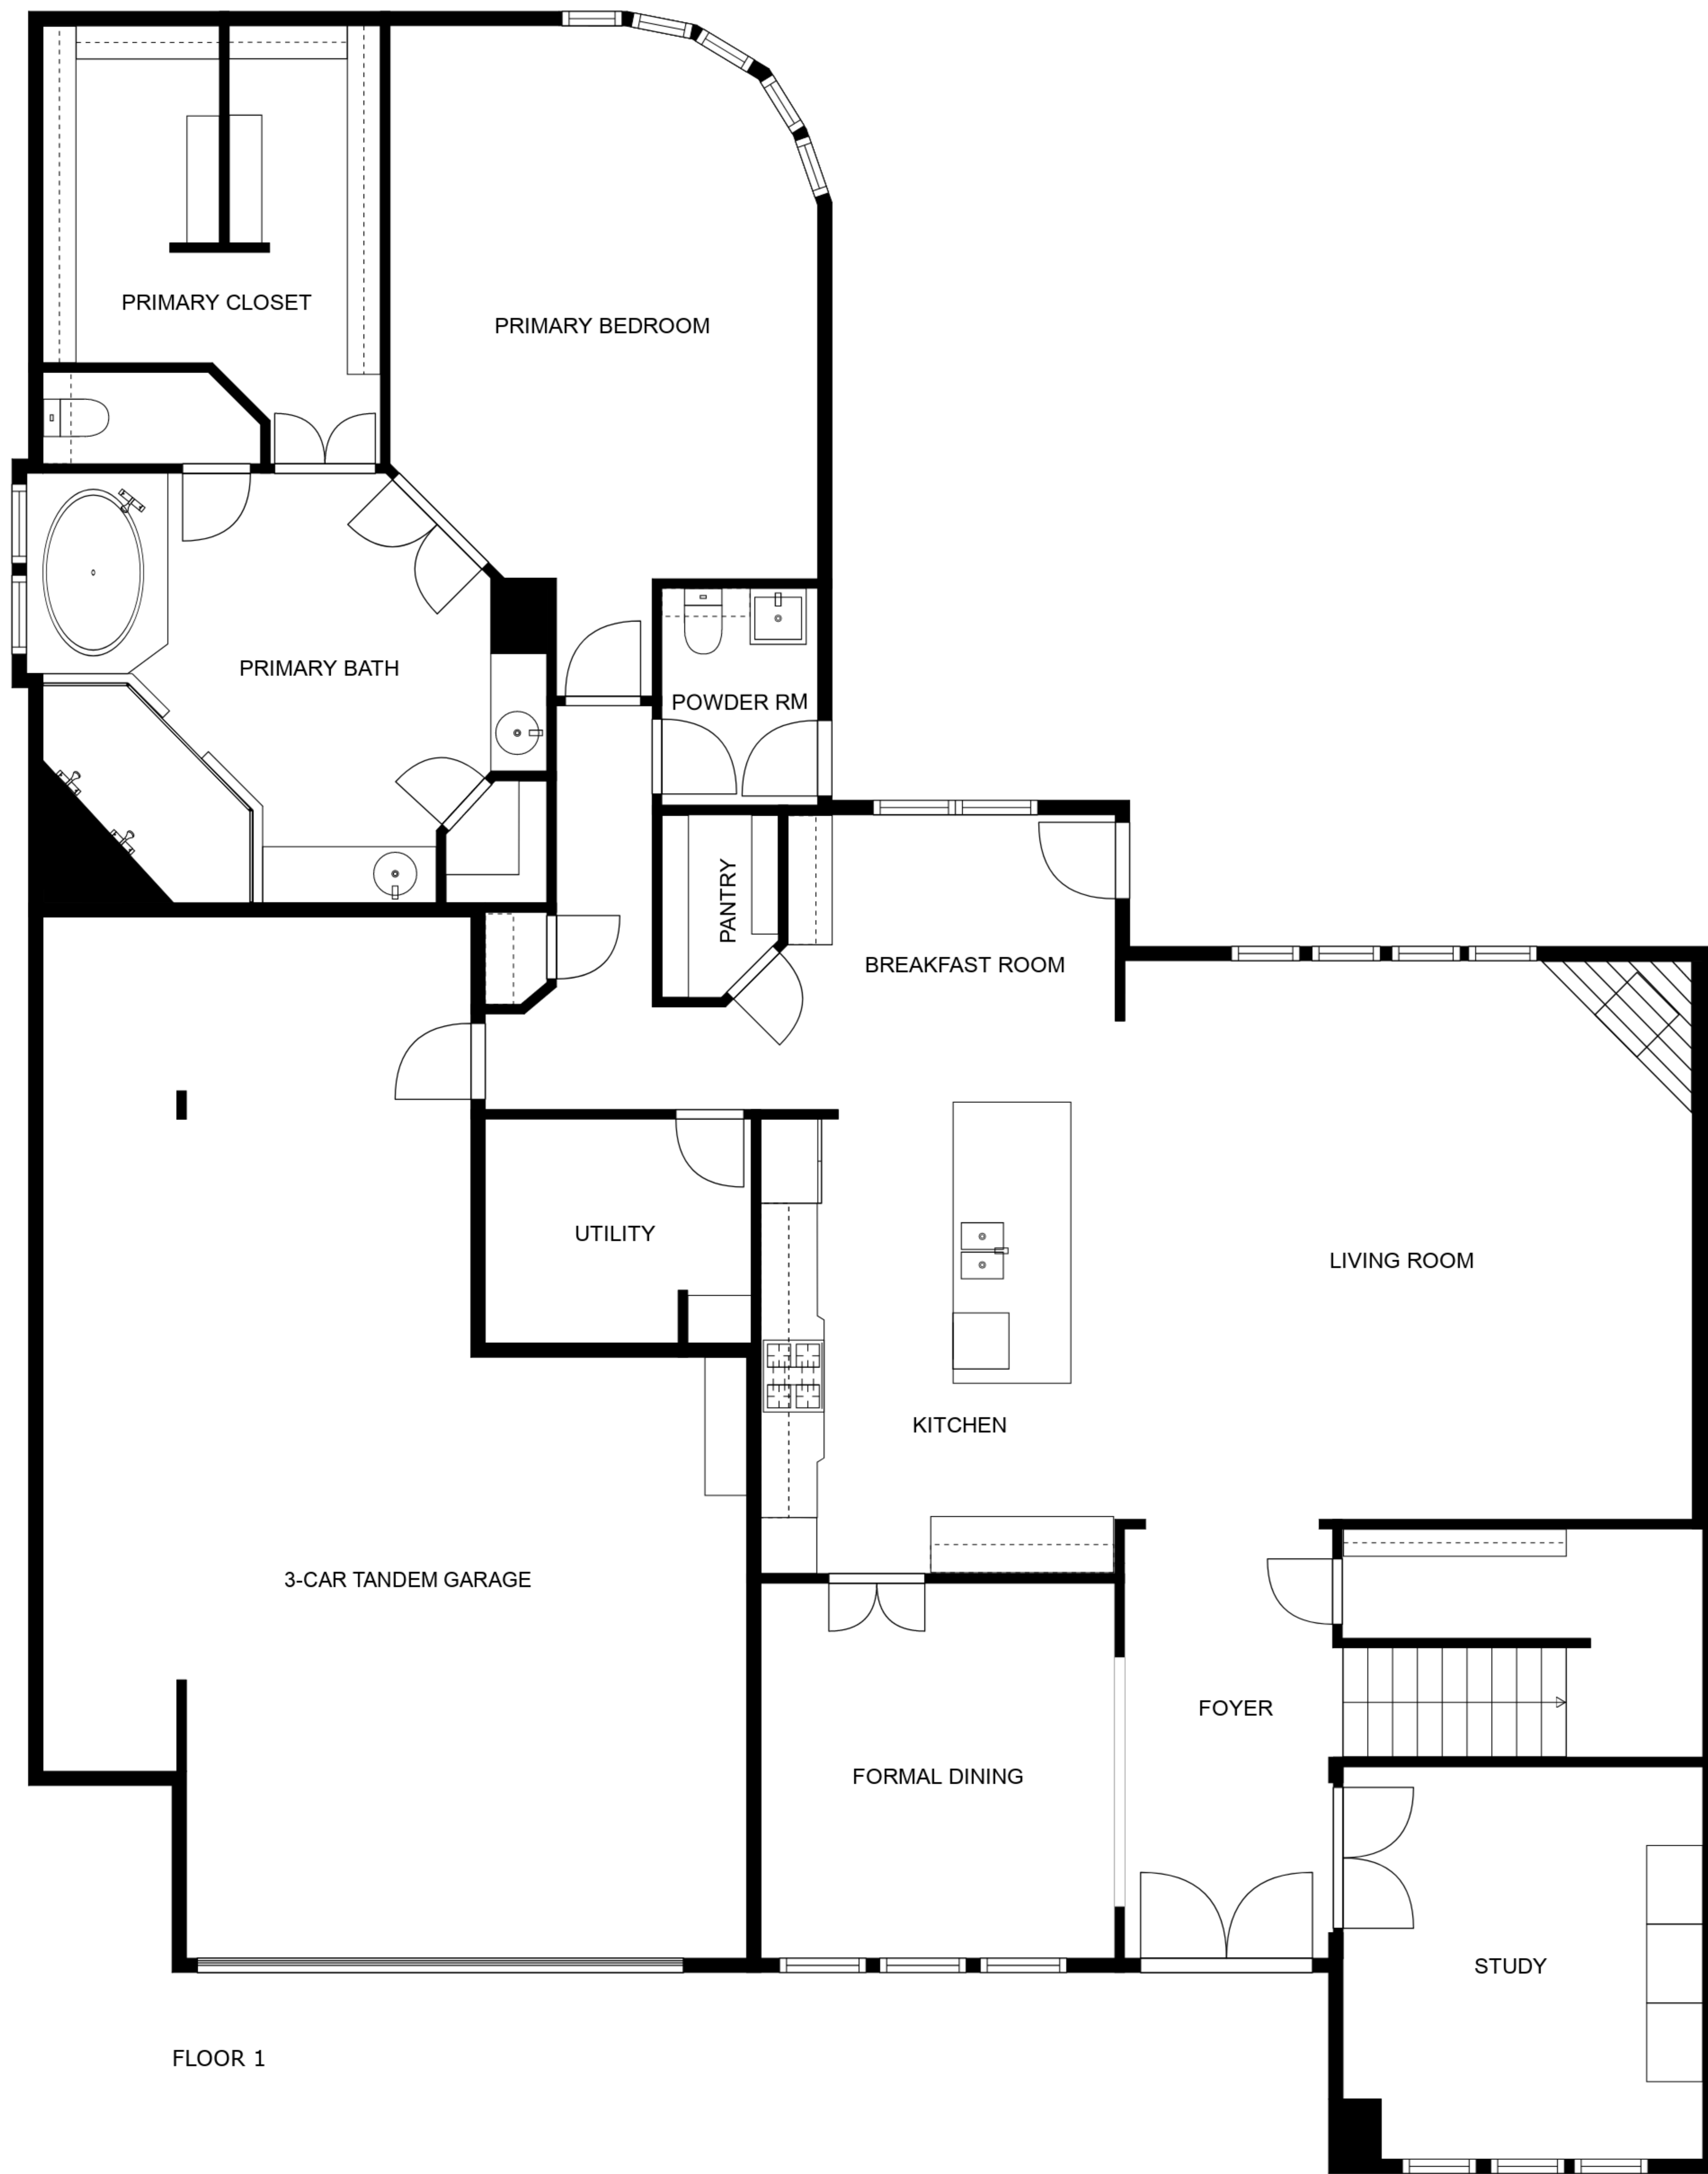 PRIMARY CLOSET
PRIMARY BEDROOM
PRIMARY BATH
POWDER RM
PANTRY
BREAKFAST ROOM
UTILITY
LIVING ROOM
KITCHEN
3-CAR TANDEM GARAGE
FOYER
FORMAL DINING
STUDY
FLOOR 1